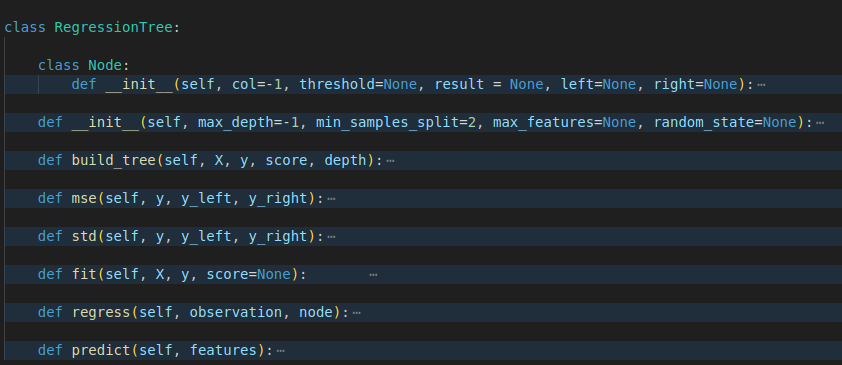 class RegressionTree:
class Node:
def __init__(self, col=-1, threshold=None, result = None, left=None, right=None):⋯
def __init__(self, max_depth=-1, min_samples_split=2, max_features=None, random_state=None):⋯
def build_tree(self, X, y, score, depth):⋯
def mse(self, y, y_left, y_right):⋯
def std(self, y, y_left, y_right):⋯
def fit(self, X, y, score=None): ⋯
def regress(self, observation, node):⋯
def predict(self, features):⋯